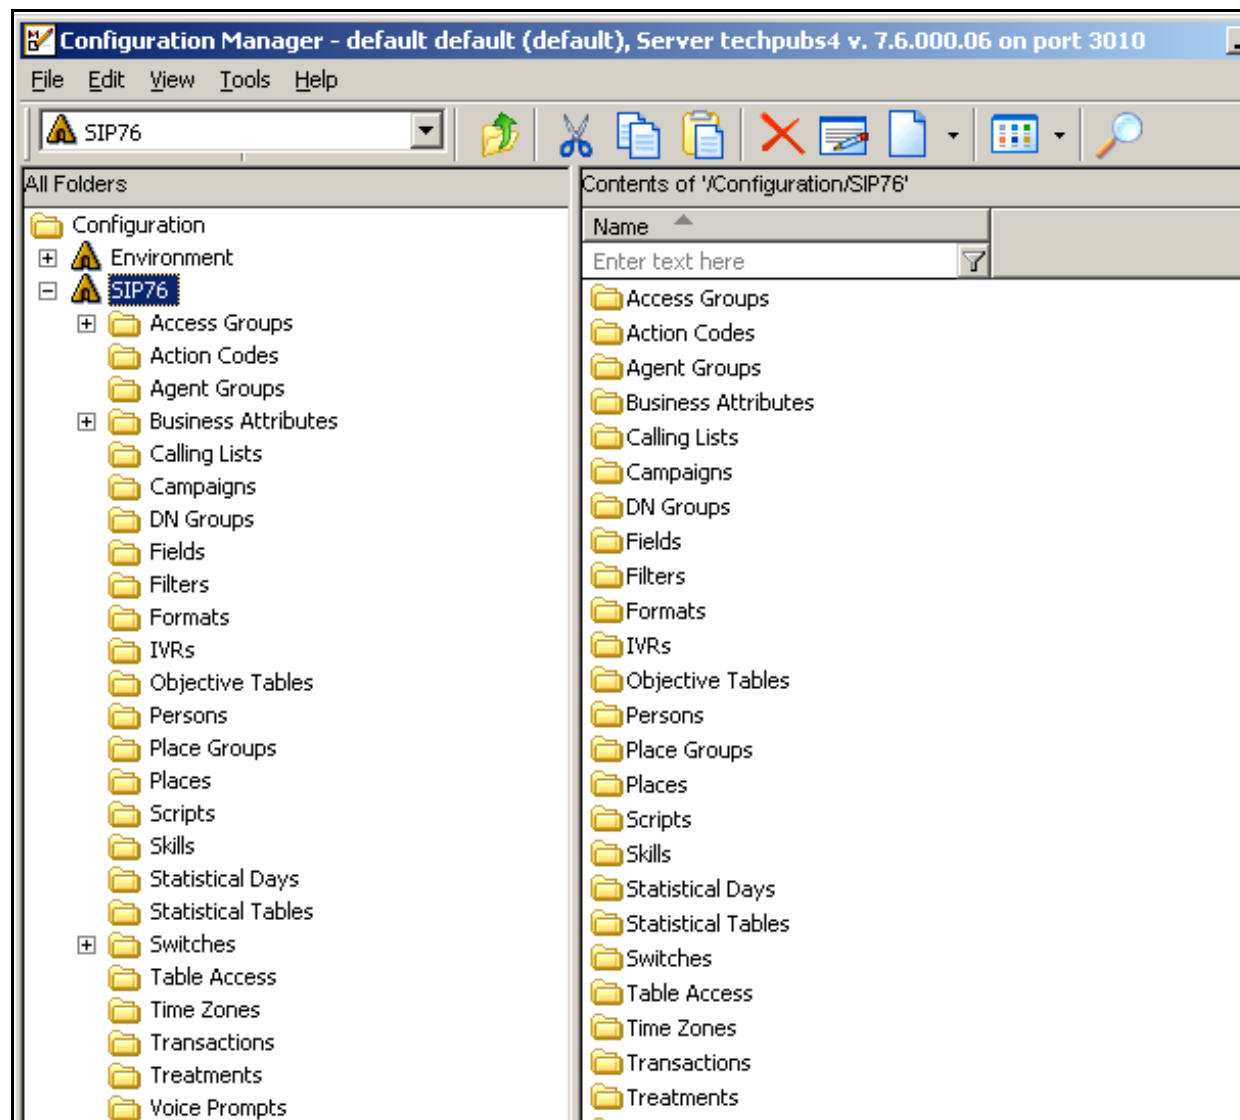 Configuration Manager - default default (default), Server techpubs4 v. 7.6.000.06 on port 3010
File Edit View Tools Help
SIP76
All Folders
Configuration
Environment
SIP76
Access Groups
Action Codes
Agent Groups
Business Attributes
Calling Lists
Campaigns
DN Groups
Fields
Filters
Formats
IVRs
Objective Tables
Persons
Place Groups
Places
Scripts
Skills
Statistical Days
Statistical Tables
Switches
Table Access
Time Zones
Transactions
Treatments
Voice Prompts
Contents of '/Configuration/SIP76'
Name
Enter text here
Access Groups
Action Codes
Agent Groups
Business Attributes
Calling Lists
Campaigns
DN Groups
Fields
Filters
Formats
IVRs
Objective Tables
Persons
Place Groups
Places
Scripts
Skills
Statistical Days
Statistical Tables
Switches
Table Access
Time Zones
Transactions
Treatments